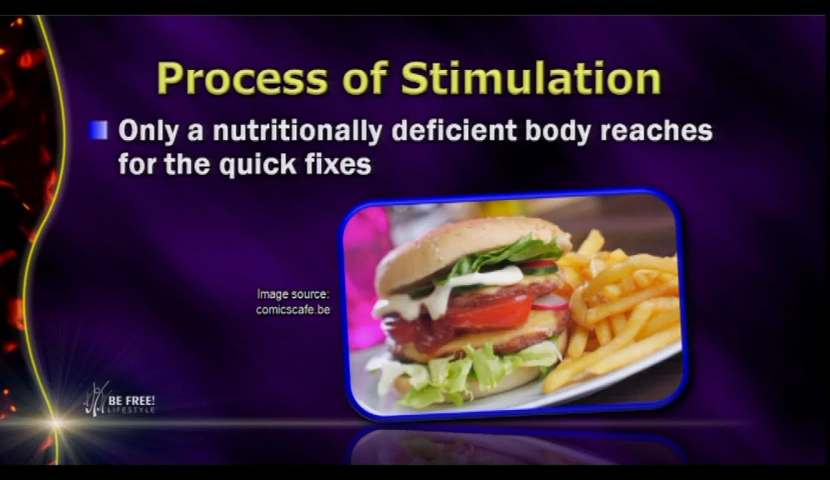 Process of Stimulation
Only a nutritionally deficient body reaches
for the quick fixes
Image source:
comicscafe.be
BE FREE!
LIFESTYLE